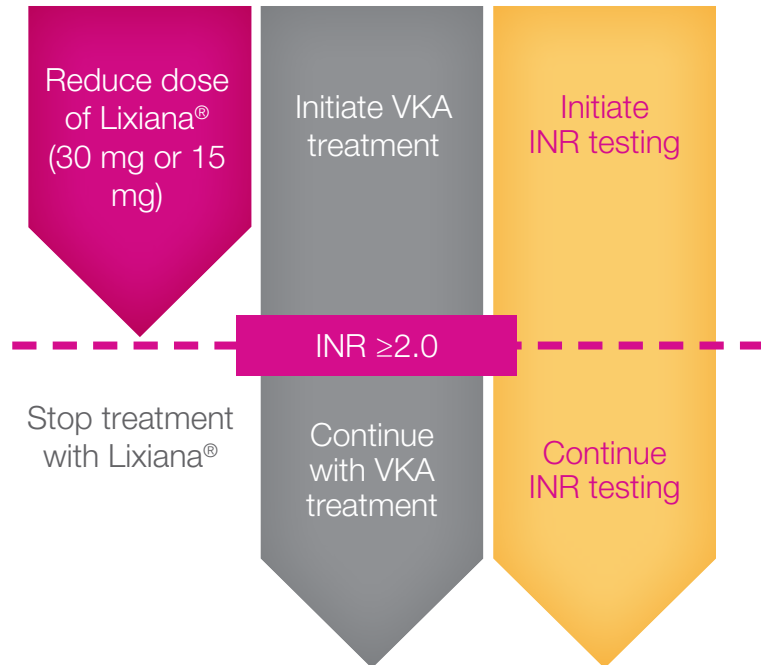 Reduce dose
of Lixiana®
(30 mg or 15
mg)
Initiate VKA
treatment
Initiate
INR testing
INR ≥2.0
Stop treatment
with Lixiana®
Continue
with VKA
treatment
Continue
INR testing